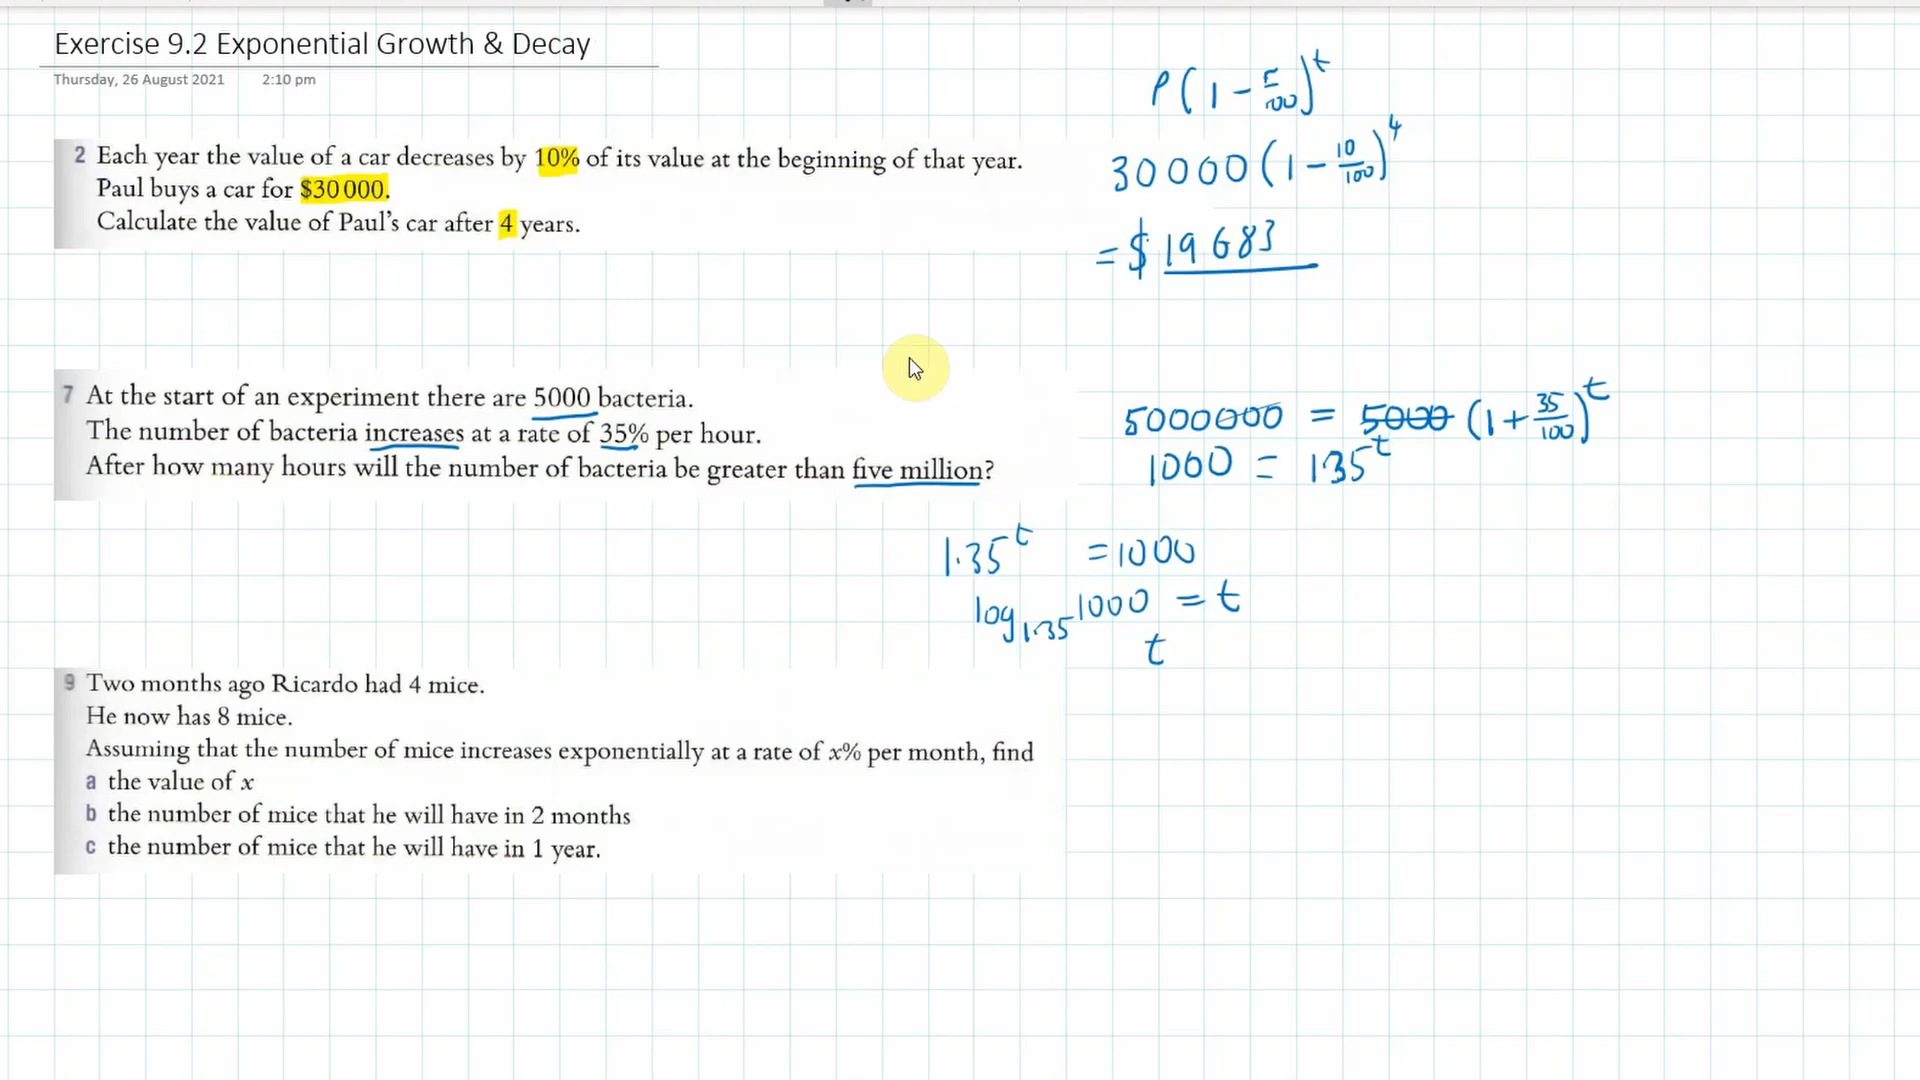 Exercise 9.2 Exponential Growth & Decay
Thursday, 26 August 2021 2:10 pm
2 Each year the value of a car decreases by 10% of its value at the beginning of that year.
Paul buys a car for $30 000.
Calculate the value of Paul's car after 4 years.
P(1 - r/100)^t
30000(1 - 10/100)^4
= $19683
7 At the start of an experiment there are 5000 bacteria.
The number of bacteria increases at a rate of 35% per hour.
After how many hours will the number of bacteria be greater than five million?
5000000 = 5000 (1 + 35/100)^t
1000 = 1.35^t
1.35^t = 1000
log_1.35 1000 = t
t
9 Two months ago Ricardo had 4 mice.
He now has 8 mice.
Assuming that the number of mice increases exponentially at a rate of x% per month, find
a the value of x
b the number of mice that he will have in 2 months
c the number of mice that he will have in 1 year.